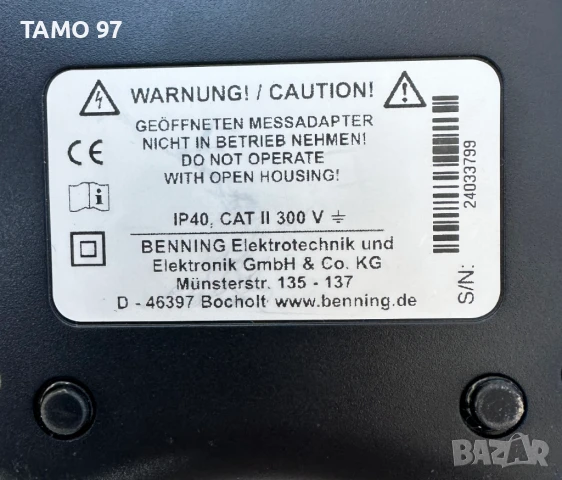 TAMO 97
WARNUNG! / CAUTION!
GEÖFFNETEN MESSADAPTER
NICHT IN BETRIEB NEHMEN!
DO NOT OPERATE
WITH OPEN HOUSING!
CE
i
IP40, CAT II 300 V ⏚
BENNING Elektrotechnik und
Elektronik GmbH & Co. KG
Münsterstr. 135 - 137
D - 46397 Bocholt www.benning.de
S/N: 24033799
BAZAR